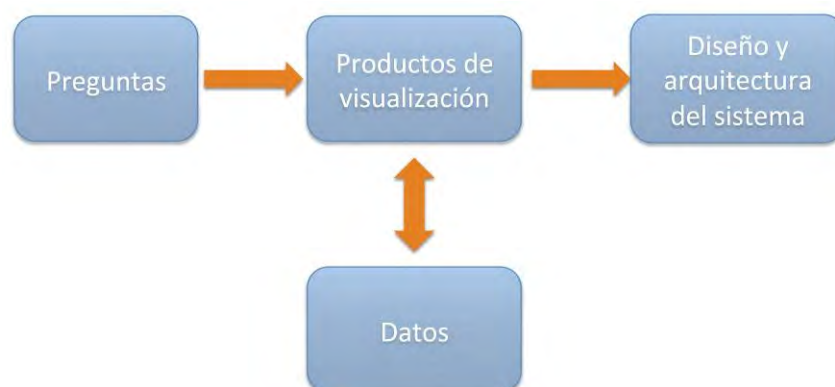 Preguntas
Productos de
visualización
Diseño y
arquitectura
del sistema
Datos